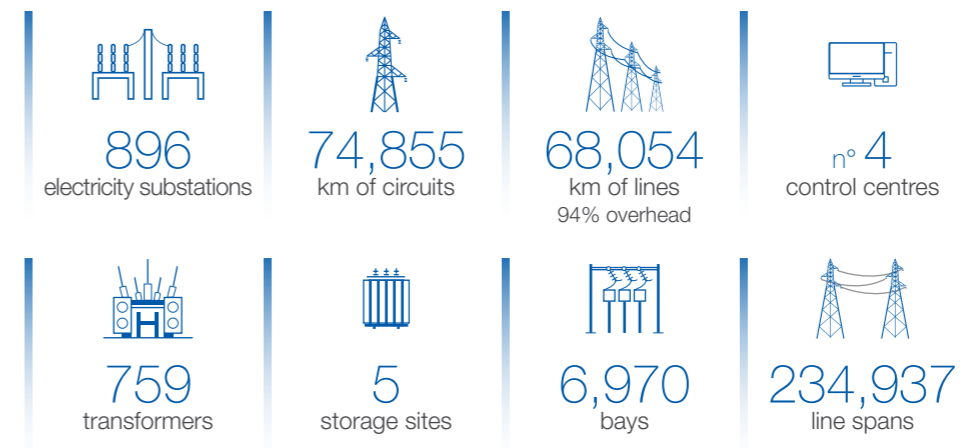 896
electricity substations
74,855
km of circuits
68,054
km of lines
94% overhead
n° 4
control centres
759
transformers
5
storage sites
6,970
bays
234,937
line spans